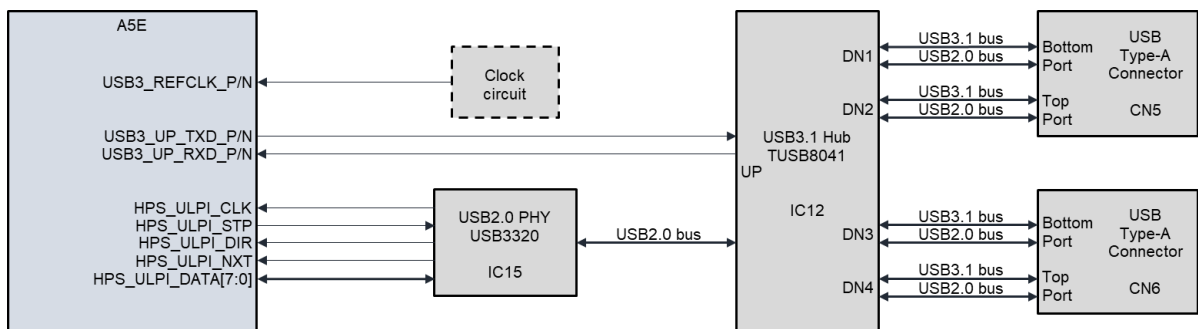 A5E
USB3_REFCLK_P/N
USB3_UP_TXD_P/N
USB3_UP_RXD_P/N
HPS_ULPI_CLK
HPS_ULPI_STP
HPS_ULPI_DIR
HPS_ULPI_NXT
HPS_ULPI_DATA[7:0]
Clock
circuit
USB2.0 PHY
USB3320
IC15
USB2.0 bus
USB3.1 Hub
TUSB8041
UP
IC12
DN1
DN2
DN3
DN4
USB3.1 bus
USB2.0 bus
USB3.1 bus
USB2.0 bus
Bottom
Port
Top
Port
USB
Type-A
Connector
CN5
USB3.1 bus
USB2.0 bus
USB3.1 bus
USB2.0 bus
Bottom
Port
Top
Port
USB
Type-A
Connector
CN6